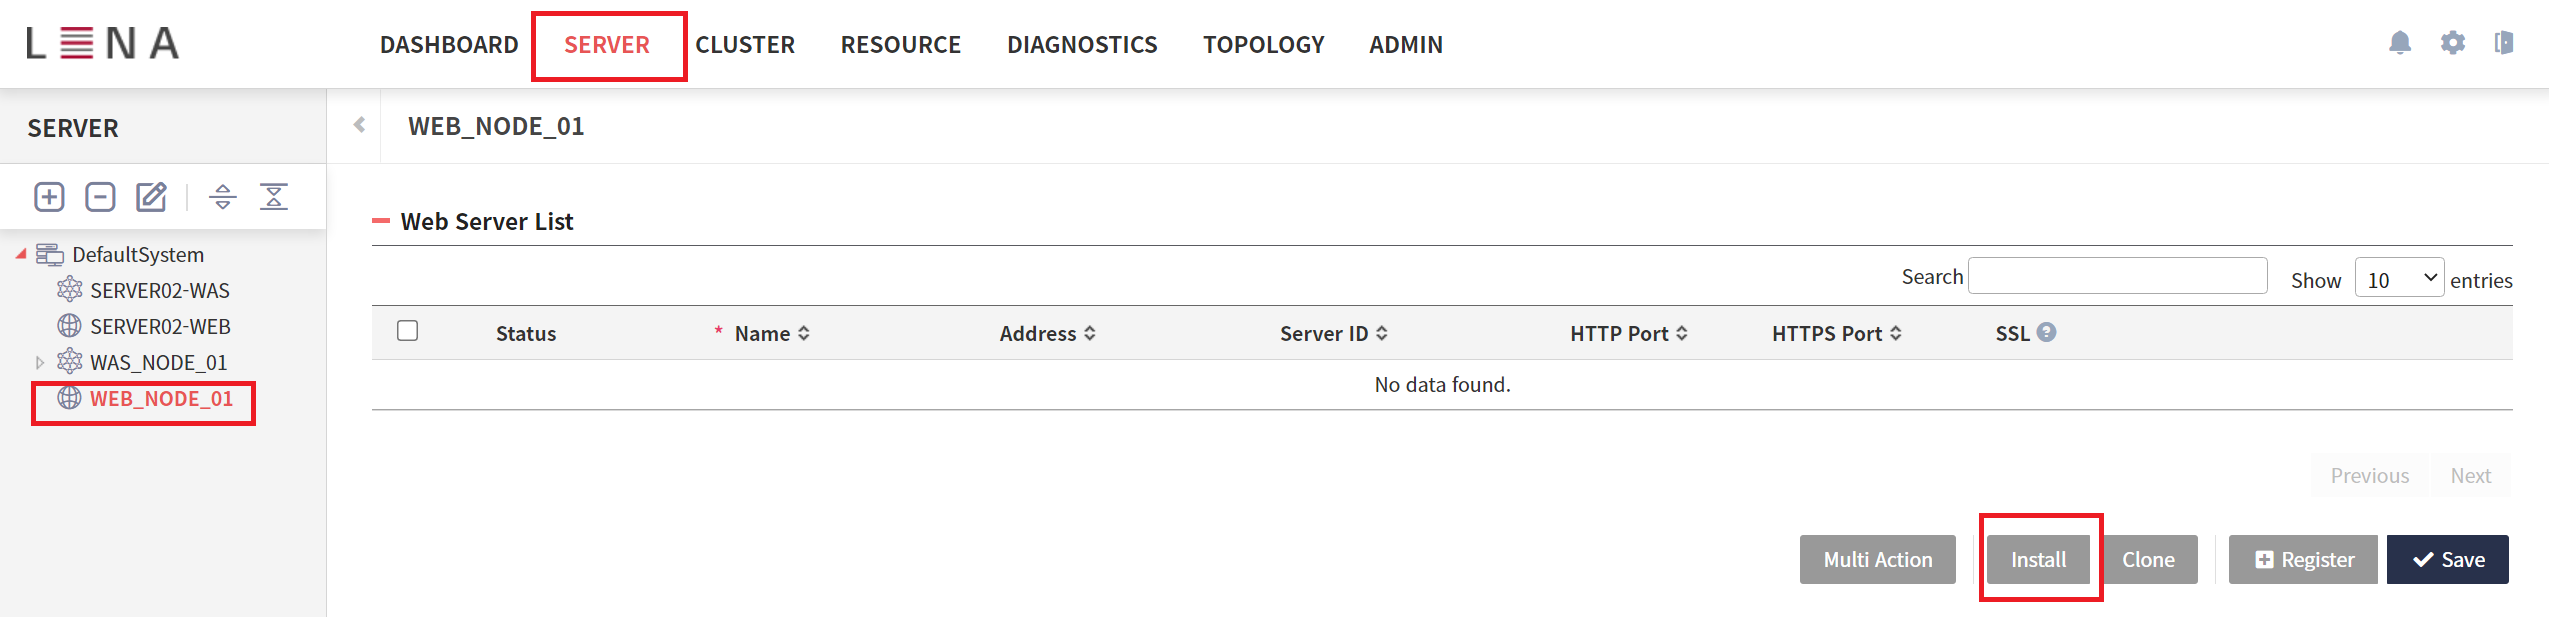 LENA
DASHBOARD SERVER CLUSTER RESOURCE DIAGNOSTICS TOPOLOGY ADMIN
SERVER
WEB_NODE_01
DefaultSystem
SERVER02-WAS
SERVER02-WEB
WAS_NODE_01
WEB_NODE_01
Web Server List
Search Show 10 entries
Status * Name Address Server ID HTTP Port HTTPS Port SSL ?
No data found.
Previous Next
Multi Action Install Clone Register Save